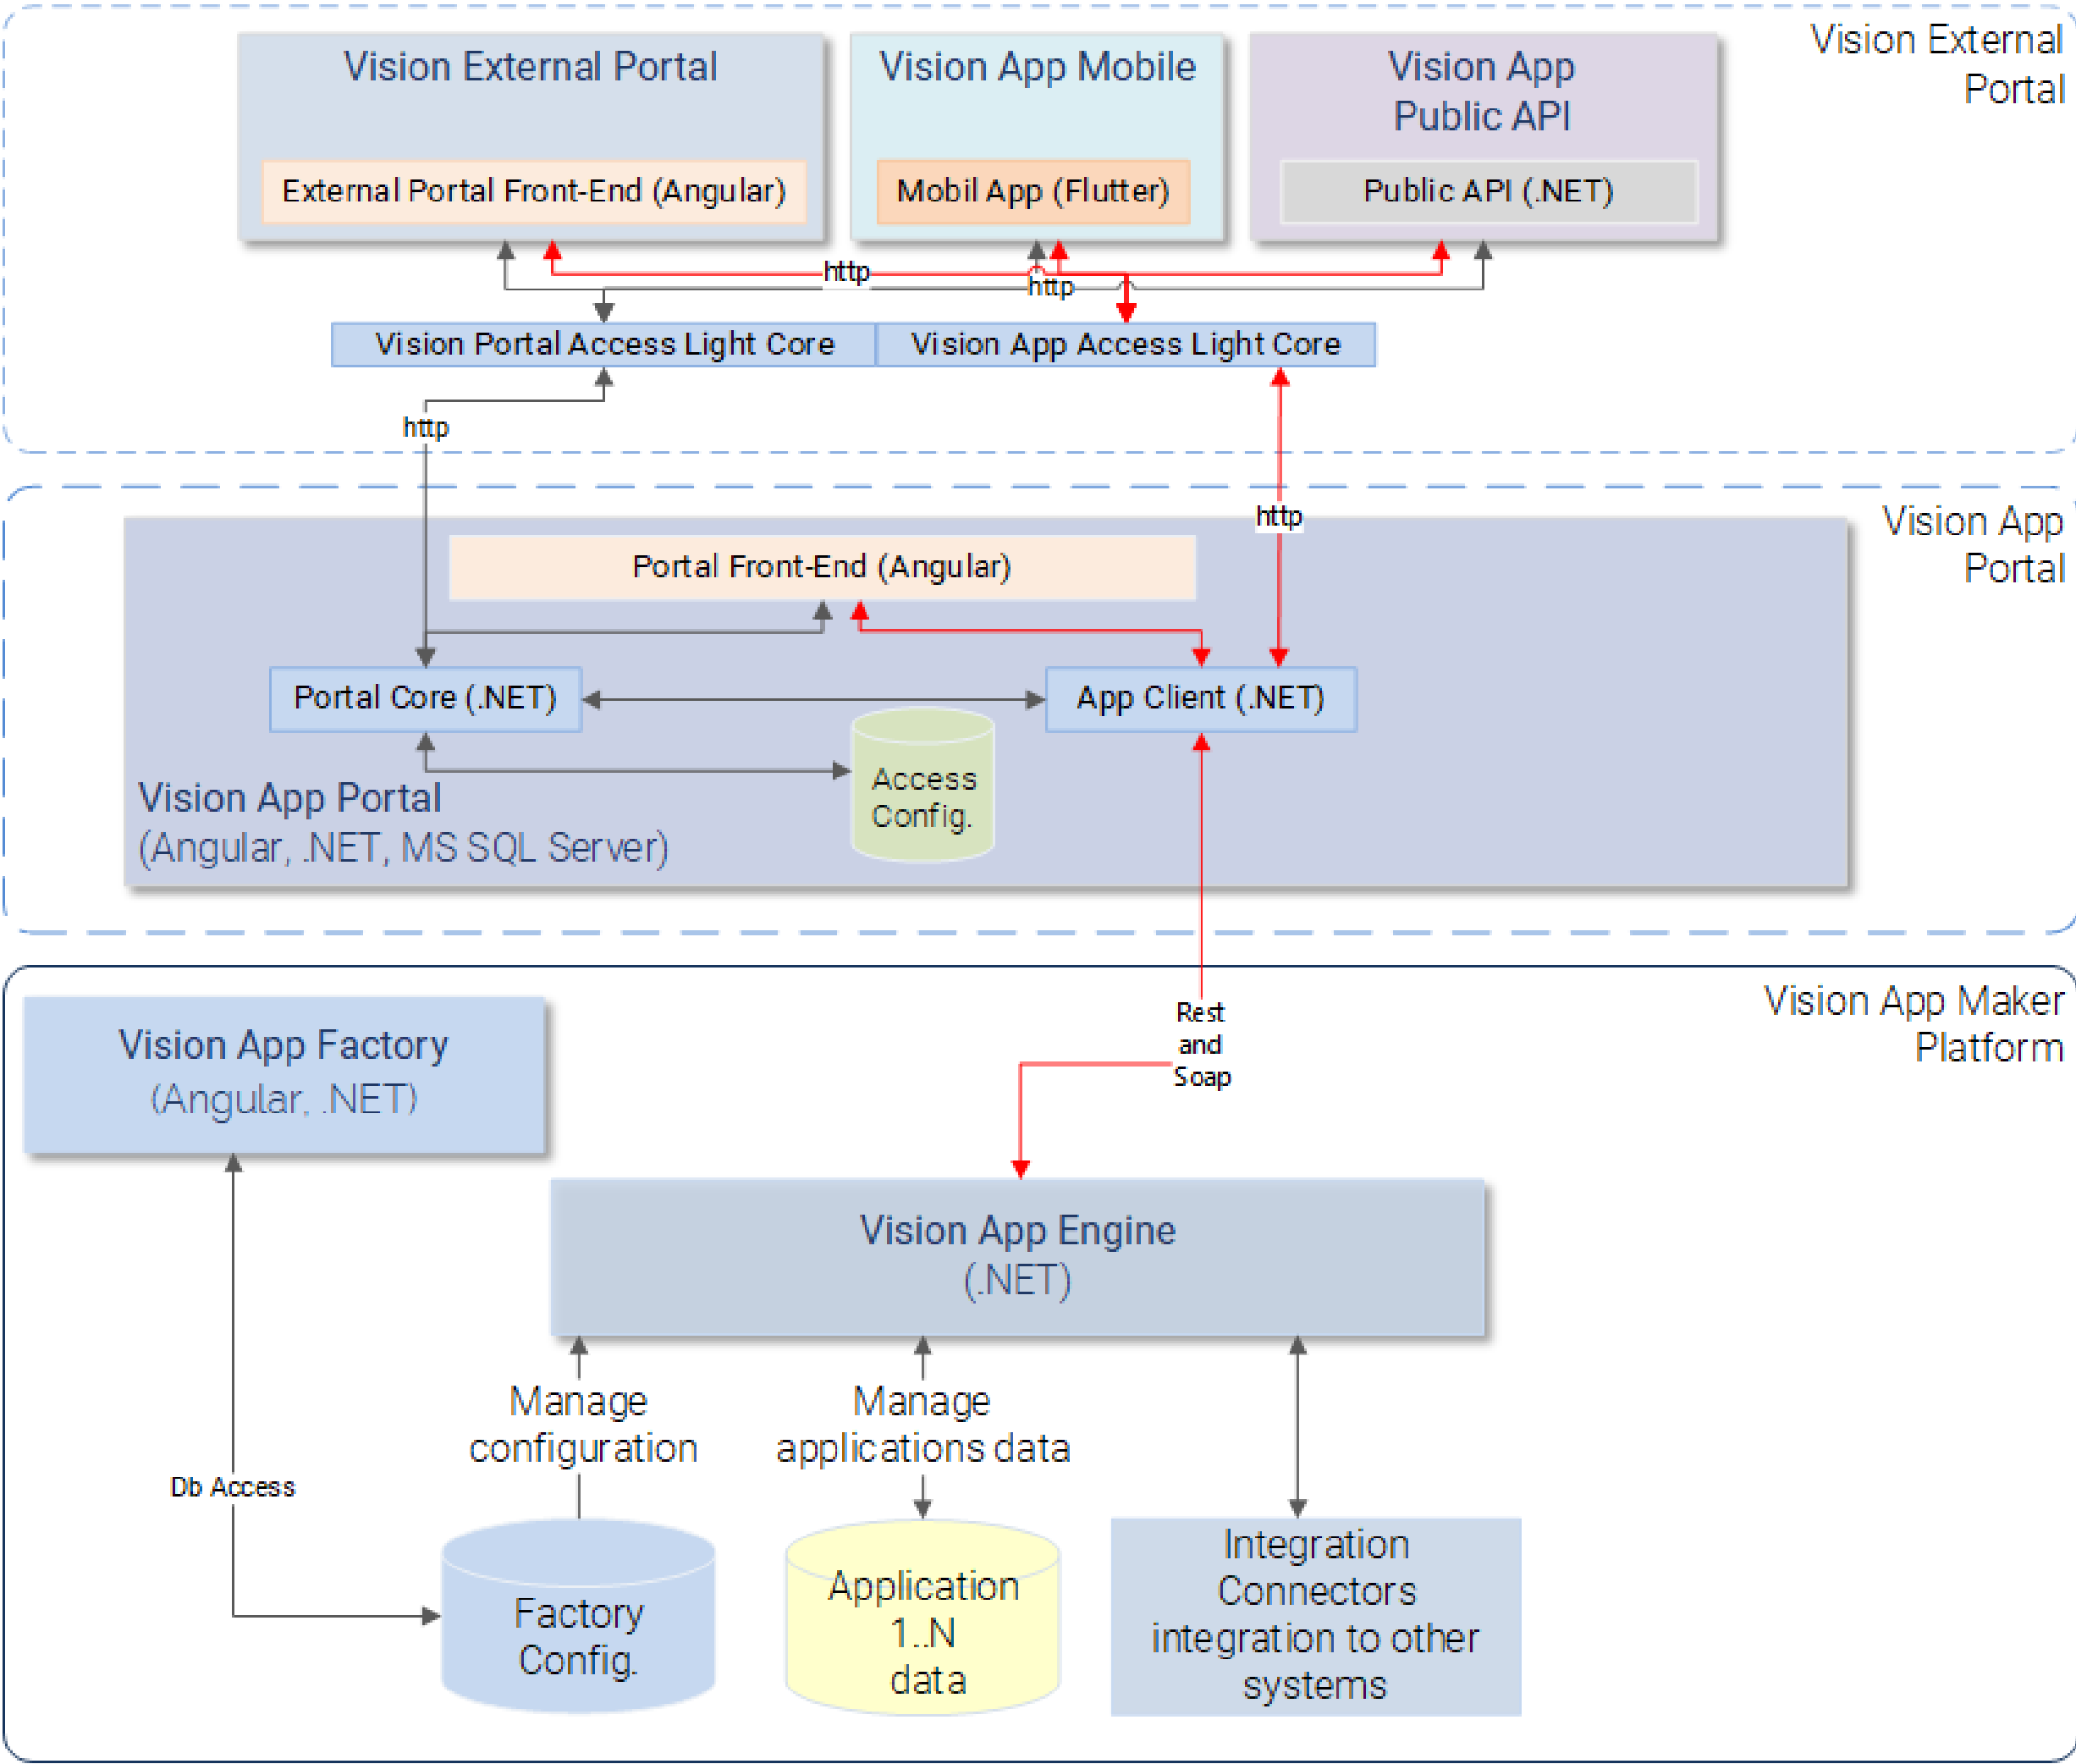 Vision External
Portal
Vision External Portal
External Portal Front-End (Angular)
Vision App Mobile
Mobil App (Flutter)
Vision App
Public API
Public API (.NET)
http
http
Vision Portal Access Light Core
Vision App Access Light Core
http
http
Vision App
Portal
Portal Front-End (Angular)
Portal Core (.NET)
App Client (.NET)
Access
Config.
Vision App Portal
(Angular, .NET, MS SQL Server)
Vision App Maker
Platform
Rest
and
Soap
Vision App Factory
(Angular, .NET)
Vision App Engine
(.NET)
Manage
configuration
Manage
applications data
Db Access
Factory
Config.
Application
1..N
data
Integration
Connectors
integration to other
systems